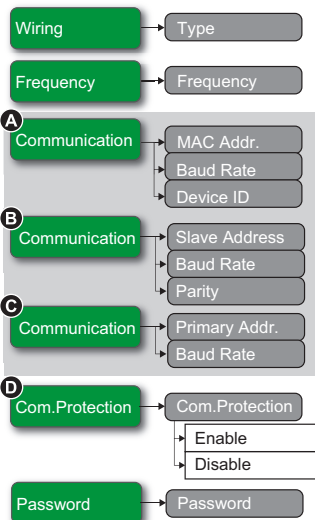 Wiring
Type
Frequency
Frequency
A
Communication
MAC Addr.
Baud Rate
Device ID
B
Communication
Slave Address
Baud Rate
Parity
C
Communication
Primary Addr.
Baud Rate
D
Com.Protection
Com.Protection
Enable
Disable
Password
Password